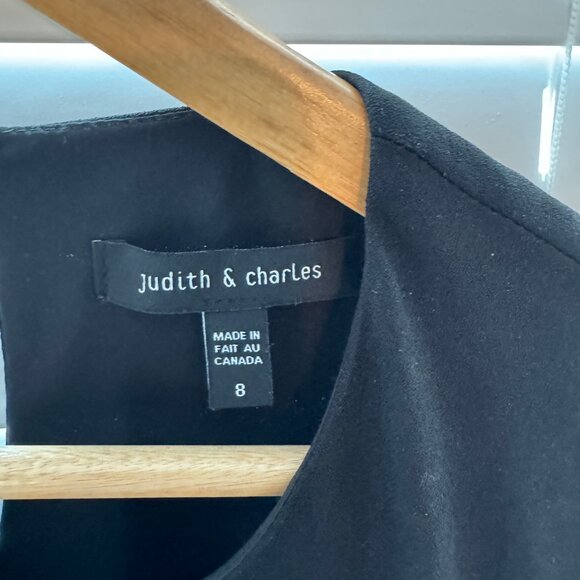 Judith & charles
MADE IN
FAIT AU
CANADA
8